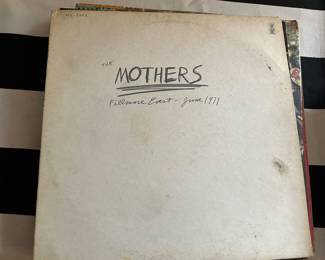 THE
MOTHERS
Fillmore East - June 1971